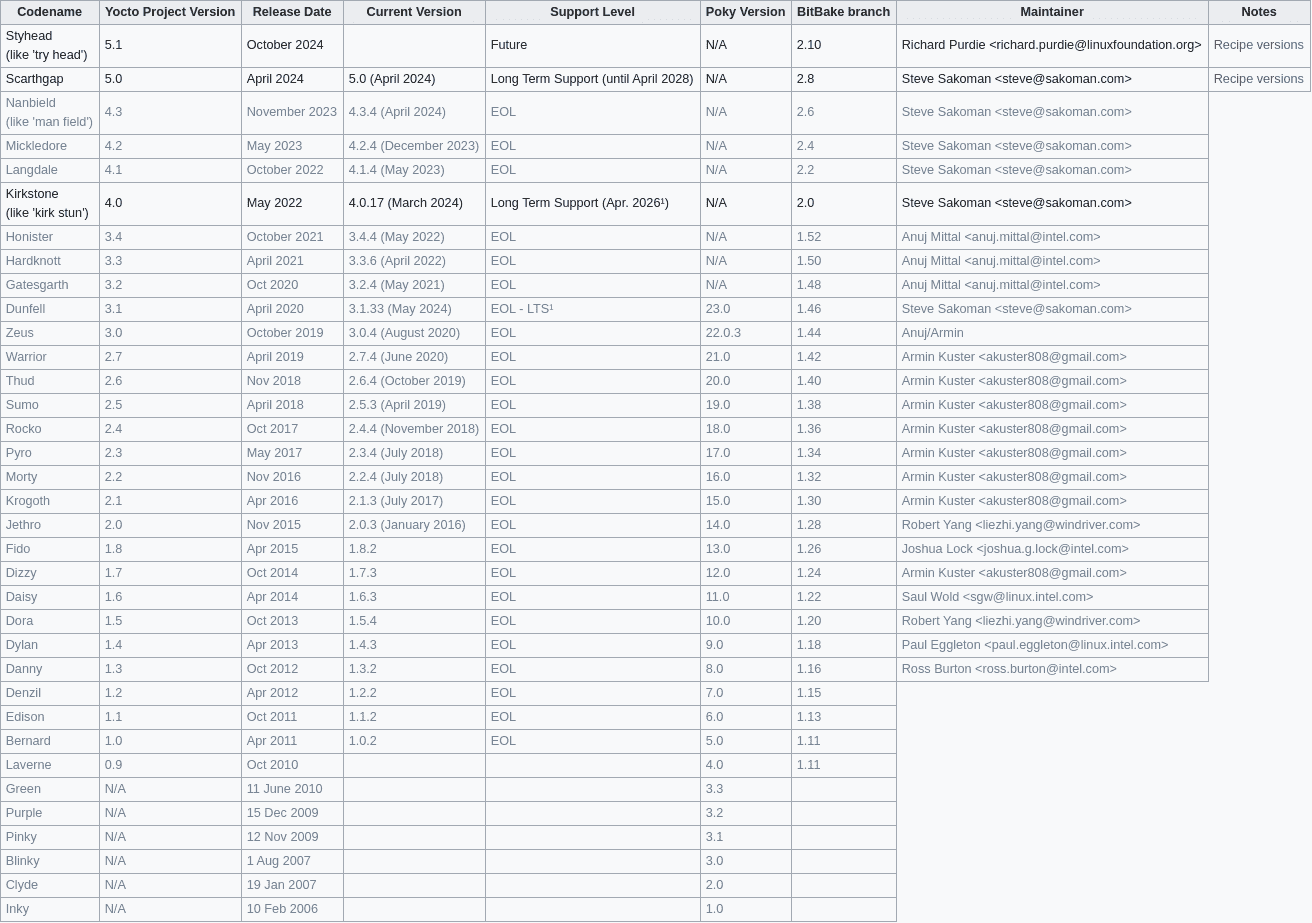 Codename Yocto Project Version Release Date Current Version Support Level Poky Version BitBake branch Maintainer Notes
Styhead
(like 'try head') 5.1 October 2024 Future N/A 2.10 Richard Purdie <richard.purdie@linuxfoundation.org> Recipe versions
Scarthgap 5.0 April 2024 5.0 (April 2024) Long Term Support (until April 2028) N/A 2.8 Steve Sakoman <steve@sakoman.com> Recipe versions
Nanbield
(like 'man field') 4.3 November 2023 4.3.4 (April 2024) EOL N/A 2.6 Steve Sakoman <steve@sakoman.com>
Mickledore 4.2 May 2023 4.2.4 (December 2023) EOL N/A 2.4 Steve Sakoman <steve@sakoman.com>
Langdale 4.1 October 2022 4.1.4 (May 2023) EOL N/A 2.2 Steve Sakoman <steve@sakoman.com>
Kirkstone
(like 'kirk stun') 4.0 May 2022 4.0.17 (March 2024) Long Term Support (Apr. 2026¹) N/A 2.0 Steve Sakoman <steve@sakoman.com>
Honister 3.4 October 2021 3.4.4 (May 2022) EOL N/A 1.52 Anuj Mittal <anuj.mittal@intel.com>
Hardknott 3.3 April 2021 3.3.6 (April 2022) EOL N/A 1.50 Anuj Mittal <anuj.mittal@intel.com>
Gatesgarth 3.2 Oct 2020 3.2.4 (May 2021) EOL N/A 1.48 Anuj Mittal <anuj.mittal@intel.com>
Dunfell 3.1 April 2020 3.1.33 (May 2024) EOL - LTS¹ 23.0 1.46 Steve Sakoman <steve@sakoman.com>
Zeus 3.0 October 2019 3.0.4 (August 2020) EOL 22.0.3 1.44 Anuj/Armin
Warrior 2.7 April 2019 2.7.4 (June 2020) EOL 21.0 1.42 Armin Kuster <akuster808@gmail.com>
Thud 2.6 Nov 2018 2.6.4 (October 2019) EOL 20.0 1.40 Armin Kuster <akuster808@gmail.com>
Sumo 2.5 April 2018 2.5.3 (April 2019) EOL 19.0 1.38 Armin Kuster <akuster808@gmail.com>
Rocko 2.4 Oct 2017 2.4.4 (November 2018) EOL 18.0 1.36 Armin Kuster <akuster808@gmail.com>
Pyro 2.3 May 2017 2.3.4 (July 2018) EOL 17.0 1.34 Armin Kuster <akuster808@gmail.com>
Morty 2.2 Nov 2016 2.2.4 (July 2018) EOL 16.0 1.32 Armin Kuster <akuster808@gmail.com>
Krogoth 2.1 Apr 2016 2.1.3 (July 2017) EOL 15.0 1.30 Armin Kuster <akuster808@gmail.com>
Jethro 2.0 Nov 2015 2.0.3 (January 2016) EOL 14.0 1.28 Robert Yang <liezhi.yang@windriver.com>
Fido 1.8 Apr 2015 1.8.2 EOL 13.0 1.26 Joshua Lock <joshua.g.lock@intel.com>
Dizzy 1.7 Oct 2014 1.7.3 EOL 12.0 1.24 Armin Kuster <akuster808@gmail.com>
Daisy 1.6 Apr 2014 1.6.3 EOL 11.0 1.22 Saul Wold <sgw@linux.intel.com>
Dora 1.5 Oct 2013 1.5.4 EOL 10.0 1.20 Robert Yang <liezhi.yang@windriver.com>
Dylan 1.4 Apr 2013 1.4.3 EOL 9.0 1.18 Paul Eggleton <paul.eggleton@linux.intel.com>
Danny 1.3 Oct 2012 1.3.2 EOL 8.0 1.16 Ross Burton <ross.burton@intel.com>
Denzil 1.2 Apr 2012 1.2.2 EOL 7.0 1.15
Edison 1.1 Oct 2011 1.1.2 EOL 6.0 1.13
Bernard 1.0 Apr 2011 1.0.2 EOL 5.0 1.11
Laverne 0.9 Oct 2010 4.0 1.11
Green N/A 11 June 2010 3.3
Purple N/A 15 Dec 2009 3.2
Pinky N/A 12 Nov 2009 3.1
Blinky N/A 1 Aug 2007 3.0
Clyde N/A 19 Jan 2007 2.0
Inky N/A 10 Feb 2006 1.0